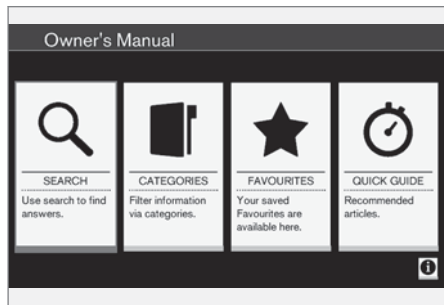 Owner's Manual
SEARCH
Use search to find
answers.
CATEGORIES
Filter information
via categories.
FAVOURITES
Your saved
Favourites are
available here.
QUICK GUIDE
Recommended
articles.
i